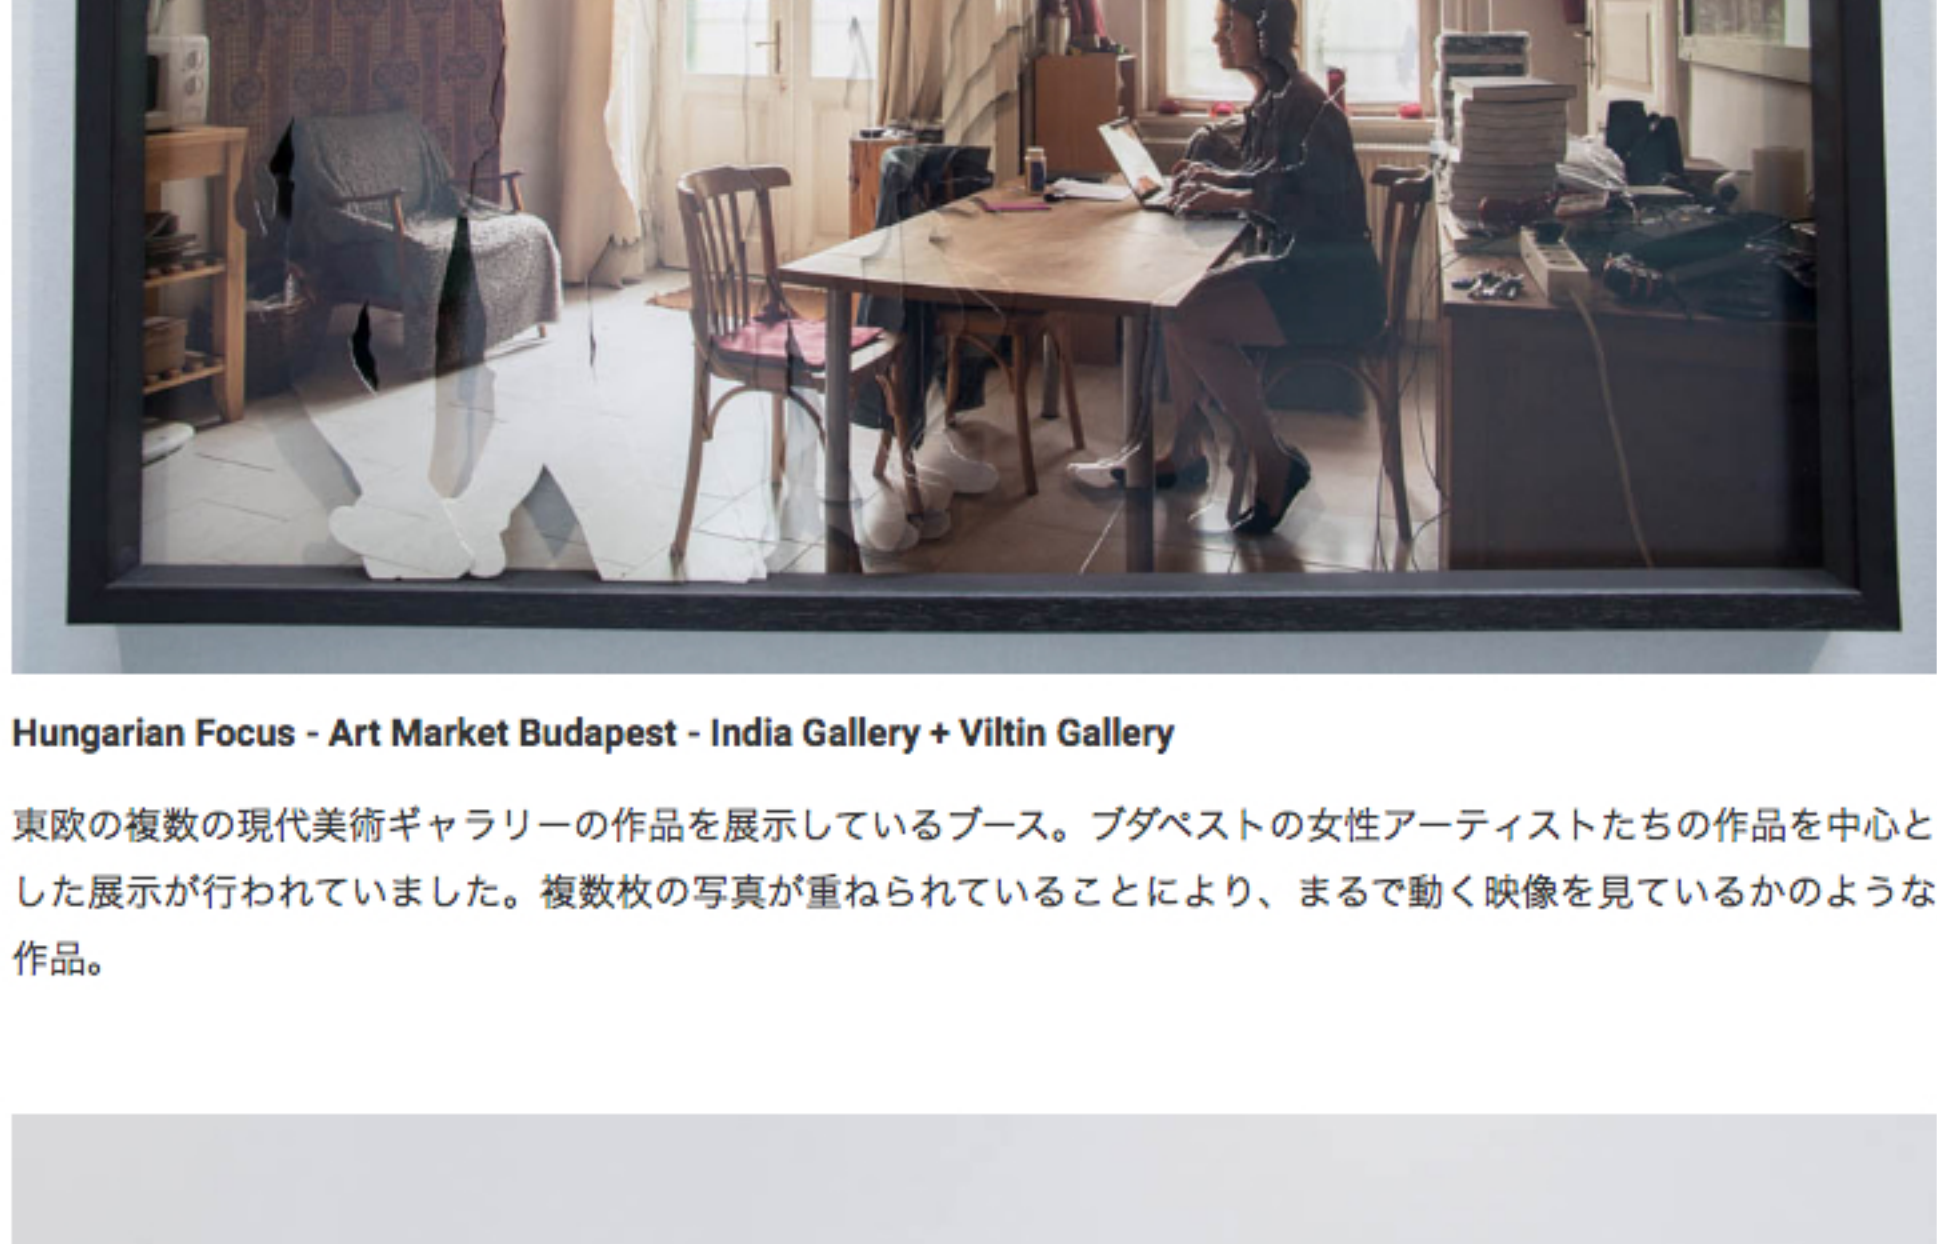 Hungarian Focus - Art Market Budapest - India Gallery + Viltin Gallery
東欧の複数の現代美術ギャラリーの作品を展示しているブース。ブダペストの女性アーティストたちの作品を中心と
した展示が行われていました。複数枚の写真が重ねられていることにより、まるで動く映像を見ているかのような
作品。